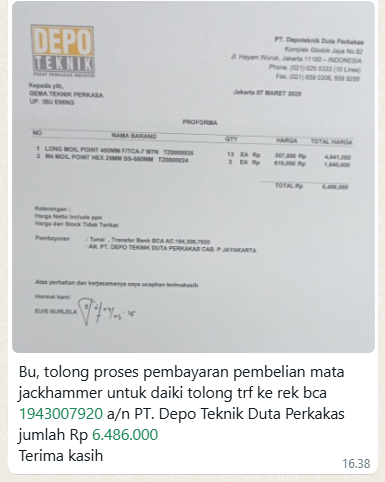 DEPO
TEKNIK
PUSAT PERKAKAS INDUSTRI
PT. Depoteknik Duta Perkakas
Komplek Glodok Jaya No.82
Jl. Hayam Wuruk, Jakarta 11180 – INDONESIA
Phone. (021) 625 5333 (10 Lines)
Fax. (021) 659 0308, 659 9286
Kepada yth,
GEMA TEKNIK PERKASA
UP. IBU ENING
Jakarta 07 MARET 2025
PROFORMA
NO NAMA BARANG QTY HARGA TOTAL HARGA
1 LONG MOIL POINT 450MM F/TCA-7 M7N TZ0000035 13 EA Rp 357,000 Rp 4,641,000
2 M4 MOIL POINT HEX 28MM SS-580MM TZ0000024 3 EA Rp 615,000 Rp 1,845,000
TOTAL Rp 6,486,000
Keterangan :
Harga Netto Include ppn
Harga dan Stock Tidak Terikat
Pembayaran : Tunai , Transfer Bank BCA AC.194,300,7920
: AN. PT. DEPO TEKNIK DUTA PERKAKAS CAB. P JAYAKARTA
Atas perhatian dan kerjasamanya saya ucapkan terimakasih
Hormat kami
EUIS NURLELA
Bu, tolong proses pembayaran pembelian mata
jackhammer untuk daiki tolong trf ke rek bca
1943007920 a/n PT. Depo Teknik Duta Perkakas
jumlah Rp 6.486.000
Terima kasih
16.38